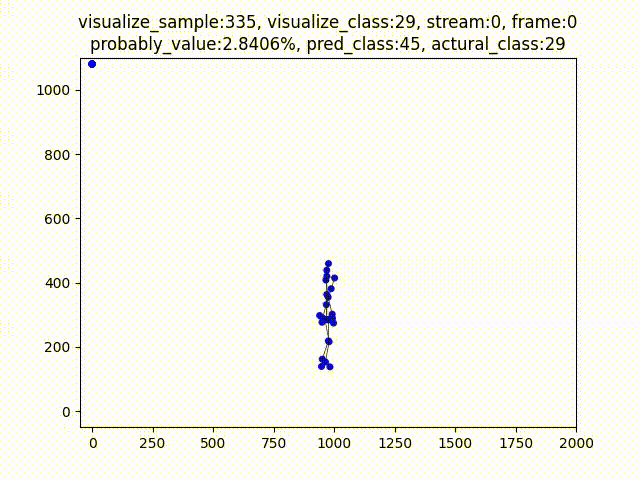 visualize_sample:335, visualize_class:29, stream:0, frame:0
probably_value:2.8406%, pred_class:45, actural_class:29
1000
800
600
400
200
0
0 250 500 750 1000 1250 1500 1750 2000